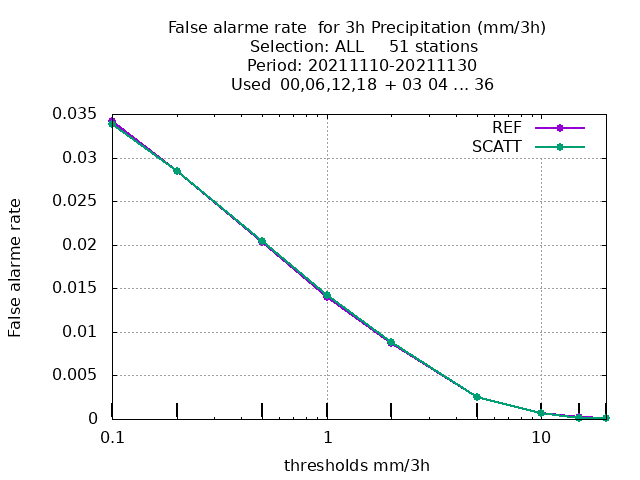 False alarme rate  for 3h Precipitation (mm/3h)
Selection: ALL     51 stations
Period: 20211110-20211130
Used  00,06,12,18  + 03 04 ... 36
REF
SCATT
0.035
0.03
0.025
0.02
0.015
0.01
0.005
0
False alarme rate
0.1
1
10
thresholds mm/3h